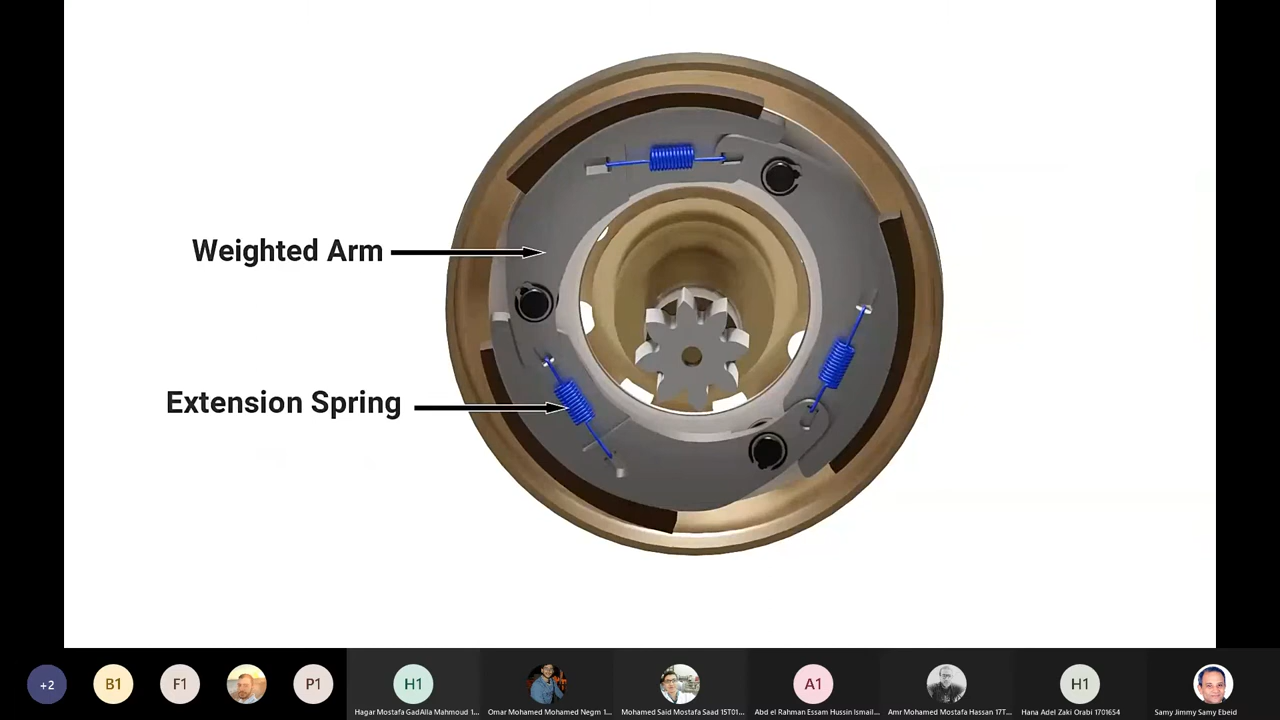 Weighted Arm
Extension Spring
+2
B1
F1
P1
H1
A1
H1
Hagar Mostafa GadAlla Mahmoud 1...
Omar Mohamed Mohamed Negm 1...
Mohamed Said Mostafa Saad 15T01...
Abd el Rahman Essam Hussin Ismail...
Amr Mohamed Mostafa Hassan 17T...
Hana Adel Zaki Orabi 1701654
Samy Jimmy Samy Ebeid